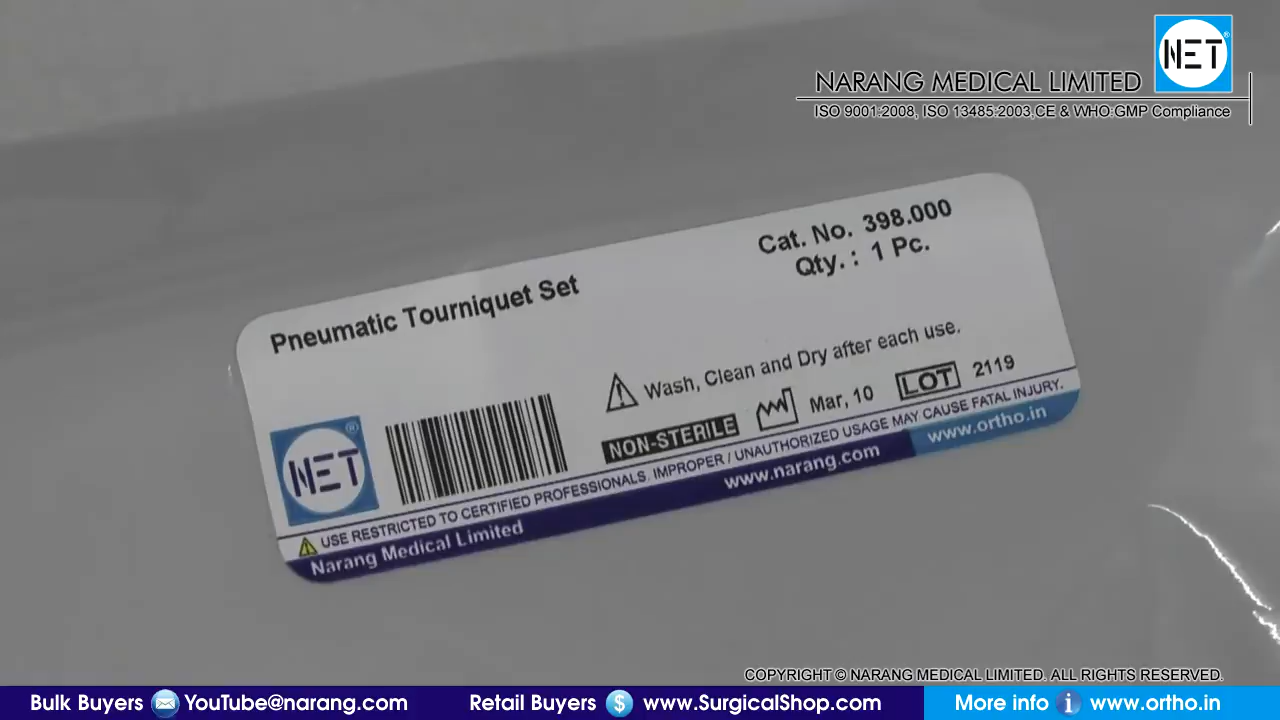 NET®
NARANG MEDICAL LIMITED
ISO 9001:2008, ISO 13485:2003,CE & WHO:GMP Compliance
Pneumatic Tourniquet Set
Cat. No. 398.000
Qty. : 1 Pc.
Wash, Clean and Dry after each use.
NON-STERILE Mar, 10 LOT 2119
NET®
USE RESTRICTED TO CERTIFIED PROFESSIONALS. IMPROPER / UNAUTHORIZED USAGE MAY CAUSE FATAL INJURY.
Narang Medical Limited www.narang.com www.ortho.in
COPYRIGHT © NARANG MEDICAL LIMITED. ALL RIGHTS RESERVED.
Bulk Buyers YouTube@narang.com Retail Buyers $ www.SurgicalShop.com More info i www.ortho.in